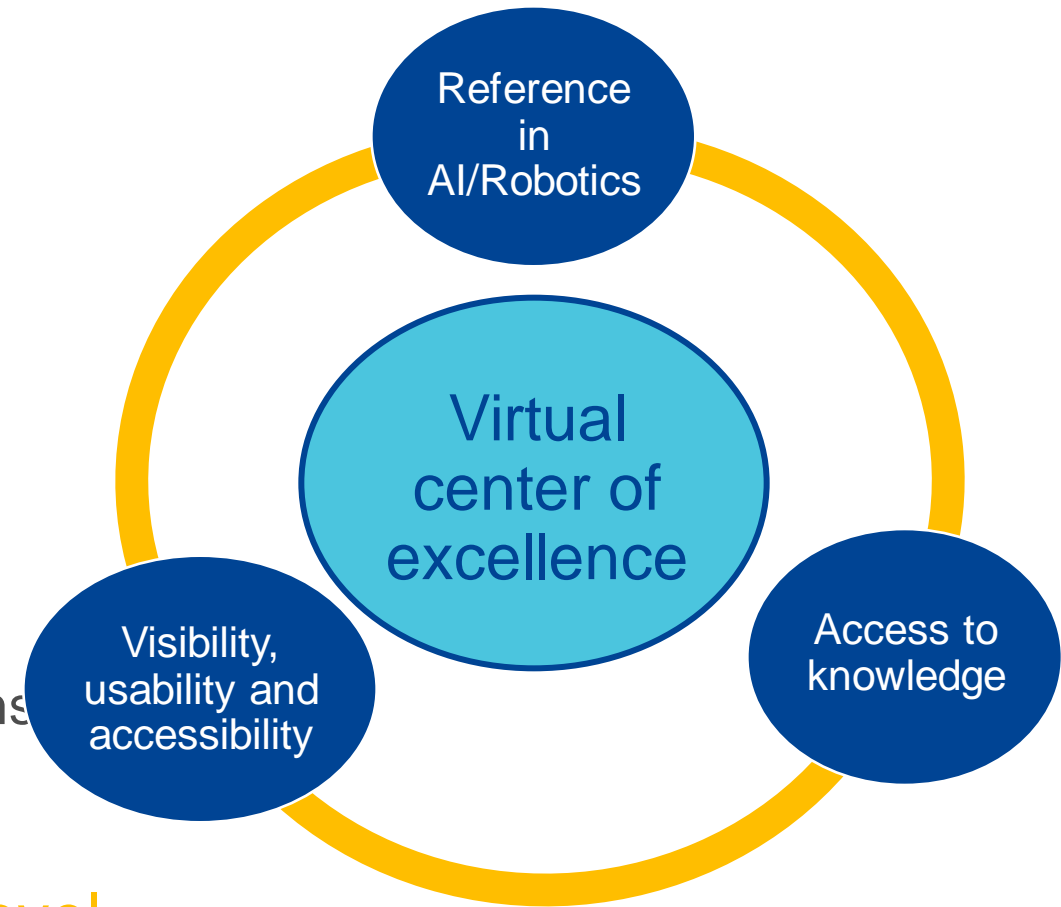 Reference
in
AI/Robotics
Virtual
center of
excellence
Visibility,
usability and
accessibility
Access to
knowledge